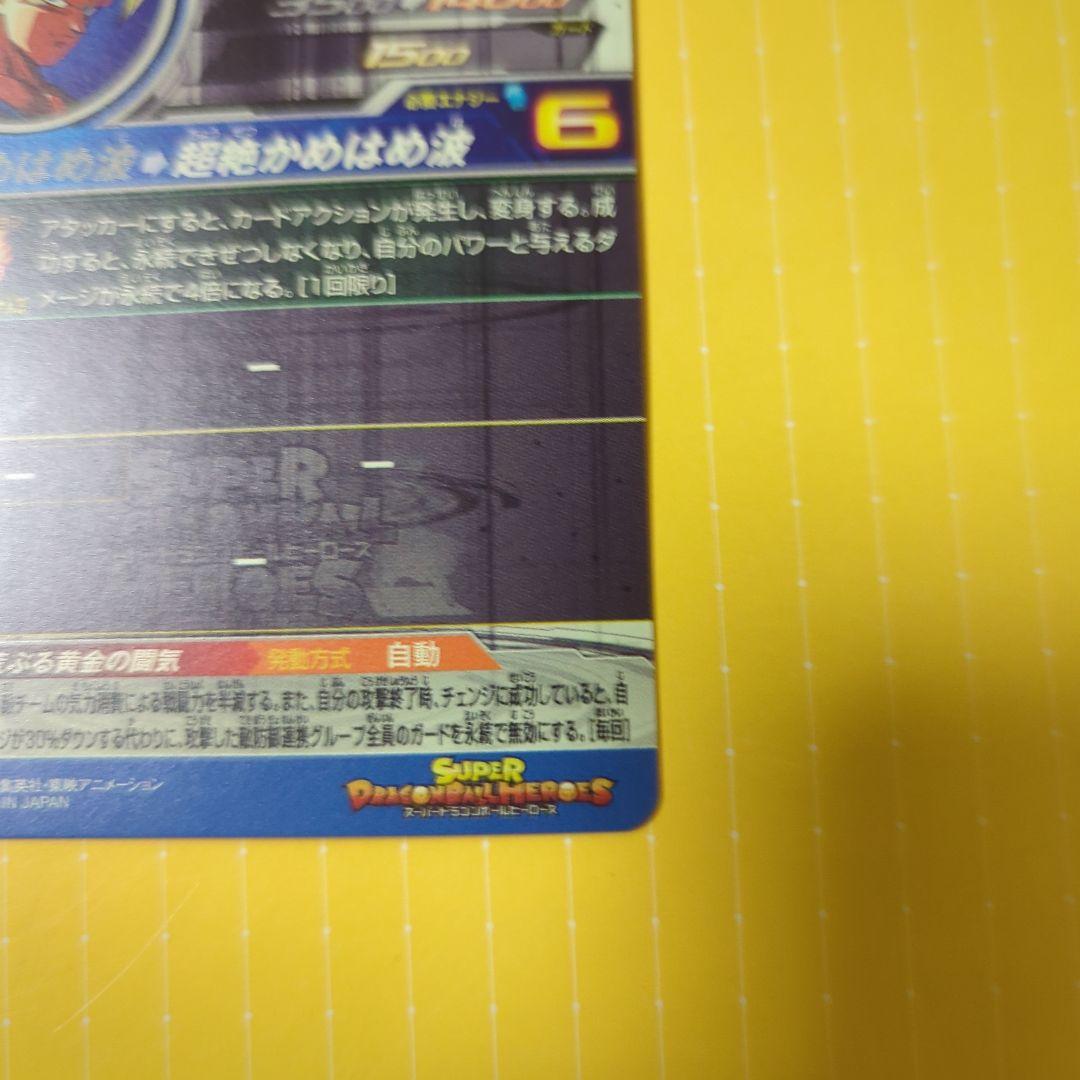 3500 14000
ガード
1500
必殺エナジー 6
めはめ波 超絶かめはめ波
アタッカーにすると、カードアクションが発生し、変身する。成
功すると、永続できぜつしなくなり、自分のパワーと与えるダ
メージが永続で4倍になる。[1回限り]
SUPER
DRAGONBALL
スーパードラゴンボールヒーローズ
HEROES
ぶる黄金の闘気 発動方式 自動
チームの気力消費による戦闘力を半減する。また、自分の攻撃終了時、チェンジに成功していると、自
ジが30%ダウンする代わりに、攻撃した敵防御連携グループ全員のガードを永続で無効にする。[毎回]
集英社・東映アニメーション
IN JAPAN
SUPER
DRAGONBALL HEROES
スーパードラゴンボールヒーローズ